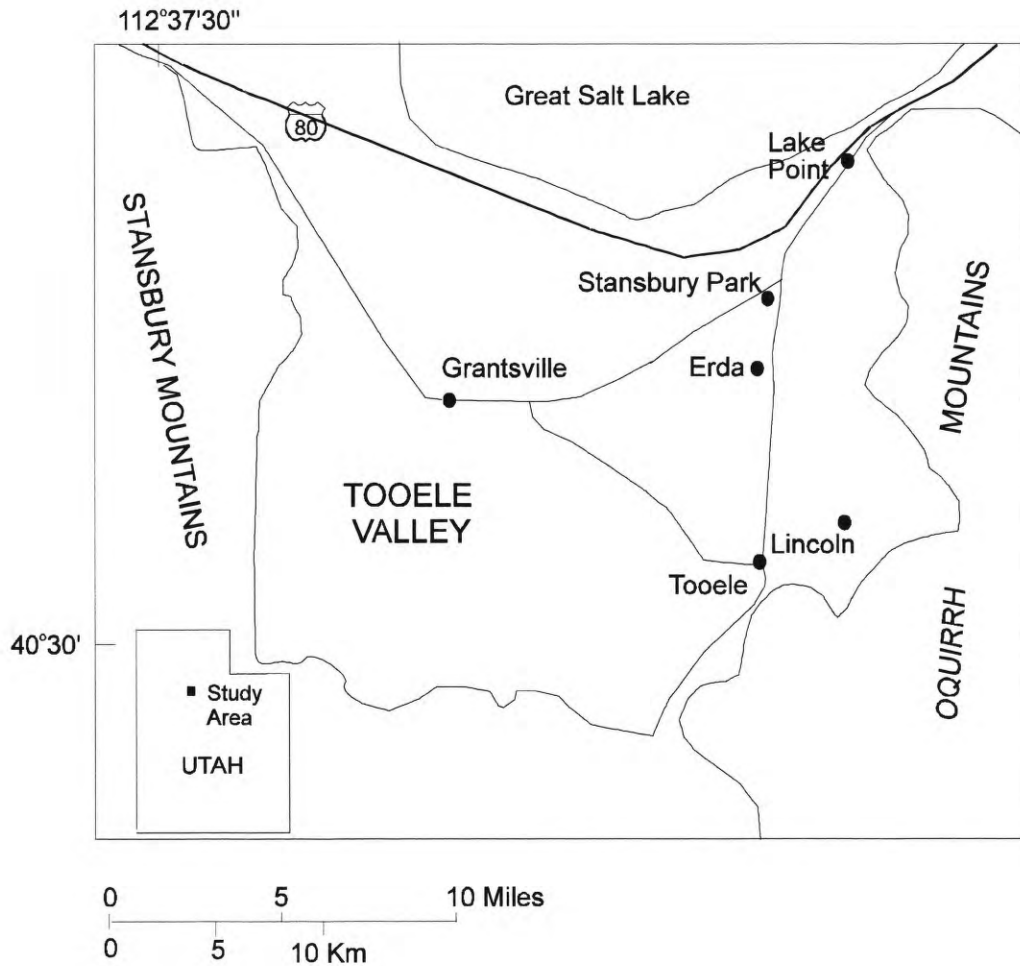 112°37'30"
Great Salt Lake
80
Lake
Point
STANSBURY MOUNTAINS
MOUNTAINS
Stansbury Park
Erda
Grantsville
TOOELE
VALLEY
Lincoln
Tooele
OQUIRRH
40°30'
Study
Area
UTAH
0 5 10 Miles
0 5 10 Km